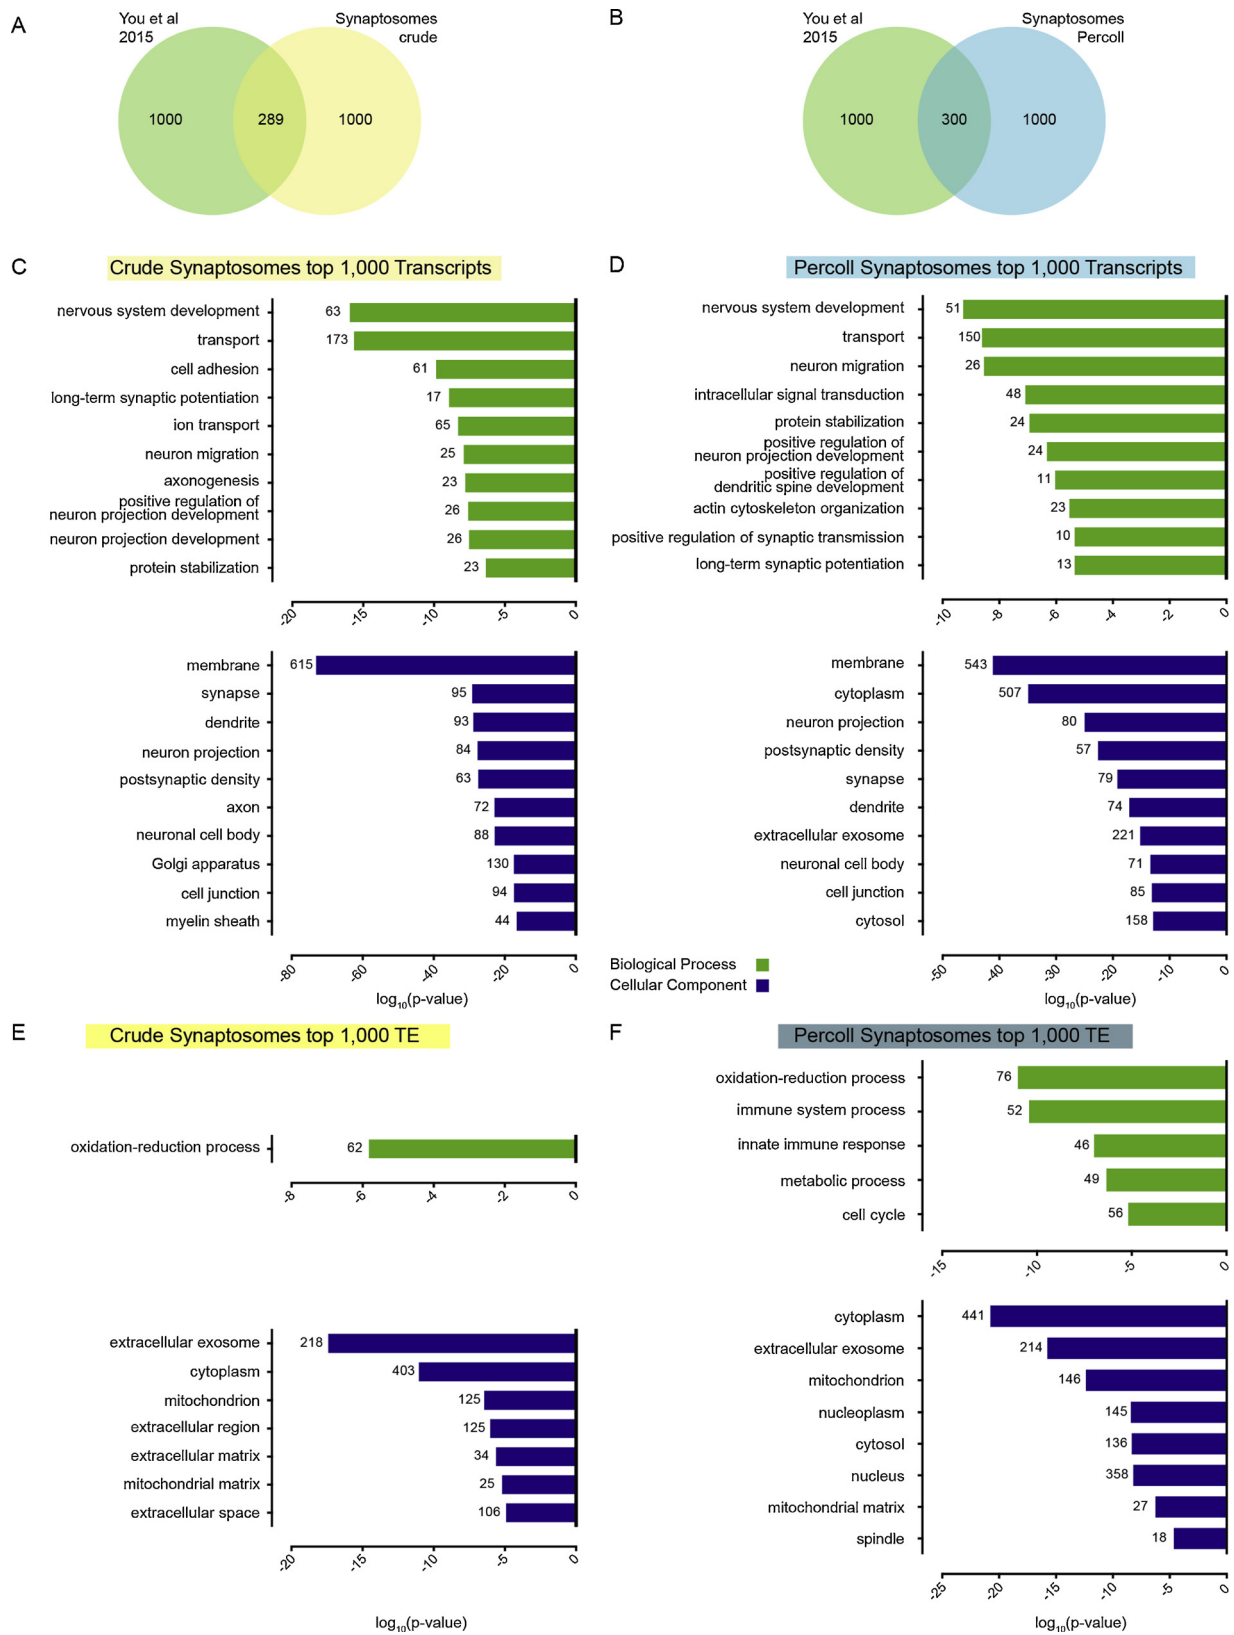 A
You et al
2015
Synaptosomes
crude
1000
289
1000
B
You et al
2015
Synaptosomes
Percoll
1000
300
1000
C
Crude Synaptosomes top 1,000 Transcripts
nervous system development 63
transport 173
cell adhesion 61
long-term synaptic potentiation 17
ion transport 65
neuron migration 25
axonogenesis 23
positive regulation of
neuron projection development 26
neuron projection development 26
protein stabilization 23
-20 -15 -10 -5 0
membrane 615
synapse 95
dendrite 93
neuron projection 84
postsynaptic density 63
axon 72
neuronal cell body 88
Golgi apparatus 130
cell junction 94
myelin sheath 44
-80 -60 -40 -20 0
log10(p-value)
D
Percoll Synaptosomes top 1,000 Transcripts
nervous system development 51
transport 150
neuron migration 26
intracellular signal transduction 48
protein stabilization 24
positive regulation of
neuron projection development 24
positive regulation of
dendritic spine development 11
actin cytoskeleton organization 23
positive regulation of synaptic transmission 10
long-term synaptic potentiation 13
-10 -8 -6 -4 -2 0
membrane 543
cytoplasm 507
neuron projection 80
postsynaptic density 57
synapse 79
dendrite 74
extracellular exosome 221
neuronal cell body 71
cell junction 85
cytosol 158
-50 -40 -30 -20 -10 0
log10(p-value)
Biological Process
Cellular Component
E
Crude Synaptosomes top 1,000 TE
oxidation-reduction process 62
-8 -6 -4 -2 0
extracellular exosome 218
cytoplasm 403
mitochondrion 125
extracellular region 125
extracellular matrix 34
mitochondrial matrix 25
extracellular space 106
-20 -15 -10 -5 0
log10(p-value)
F
Percoll Synaptosomes top 1,000 TE
oxidation-reduction process 76
immune system process 52
innate immune response 46
metabolic process 49
cell cycle 56
-15 -10 -5 0
cytoplasm 441
extracellular exosome 214
mitochondrion 146
nucleoplasm 145
cytosol 136
nucleus 358
mitochondrial matrix 27
spindle 18
-25 -20 -15 -10 -5 0
log10(p-value)